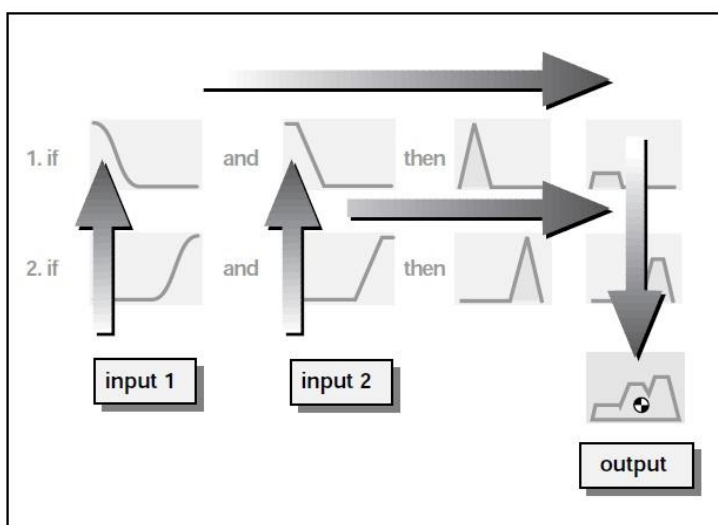 1. if and then
2. if and then
input 1 input 2
output